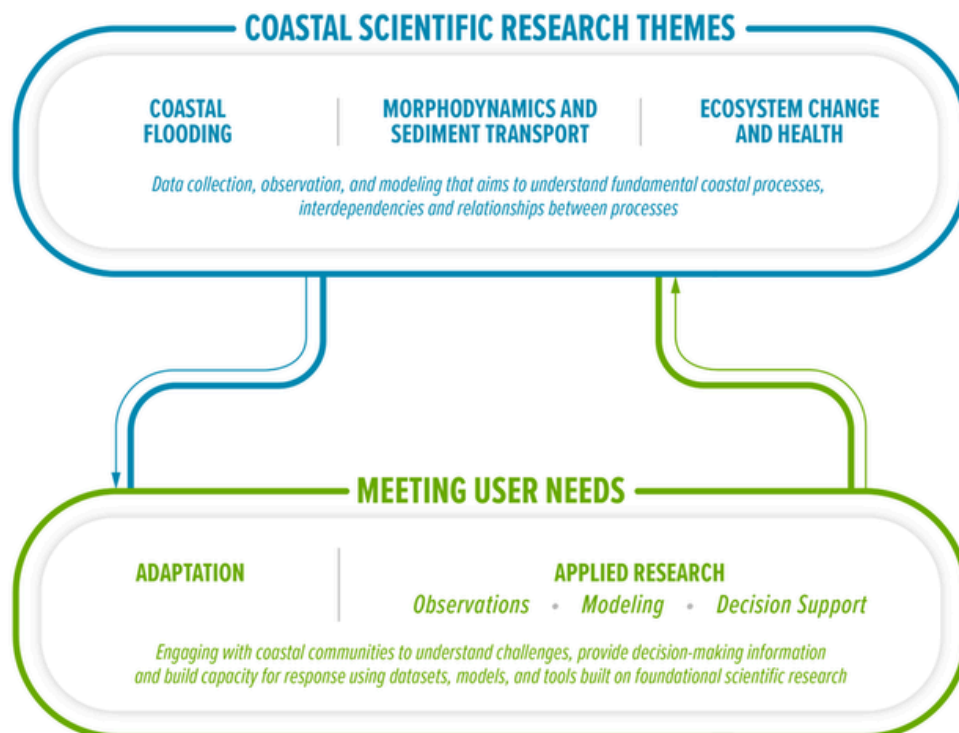 COASTAL SCIENTIFIC RESEARCH THEMES
COASTAL
FLOODING
MORPHODYNAMICS AND
SEDIMENT TRANSPORT
ECOSYSTEM CHANGE
AND HEALTH
Data collection, observation, and modeling that aims to understand fundamental coastal processes,
interdependencies and relationships between processes
MEETING USER NEEDS
ADAPTATION
APPLIED RESEARCH
Observations • Modeling • Decision Support
Engaging with coastal communities to understand challenges, provide decision-making information
and build capacity for response using datasets, models, and tools built on foundational scientific research